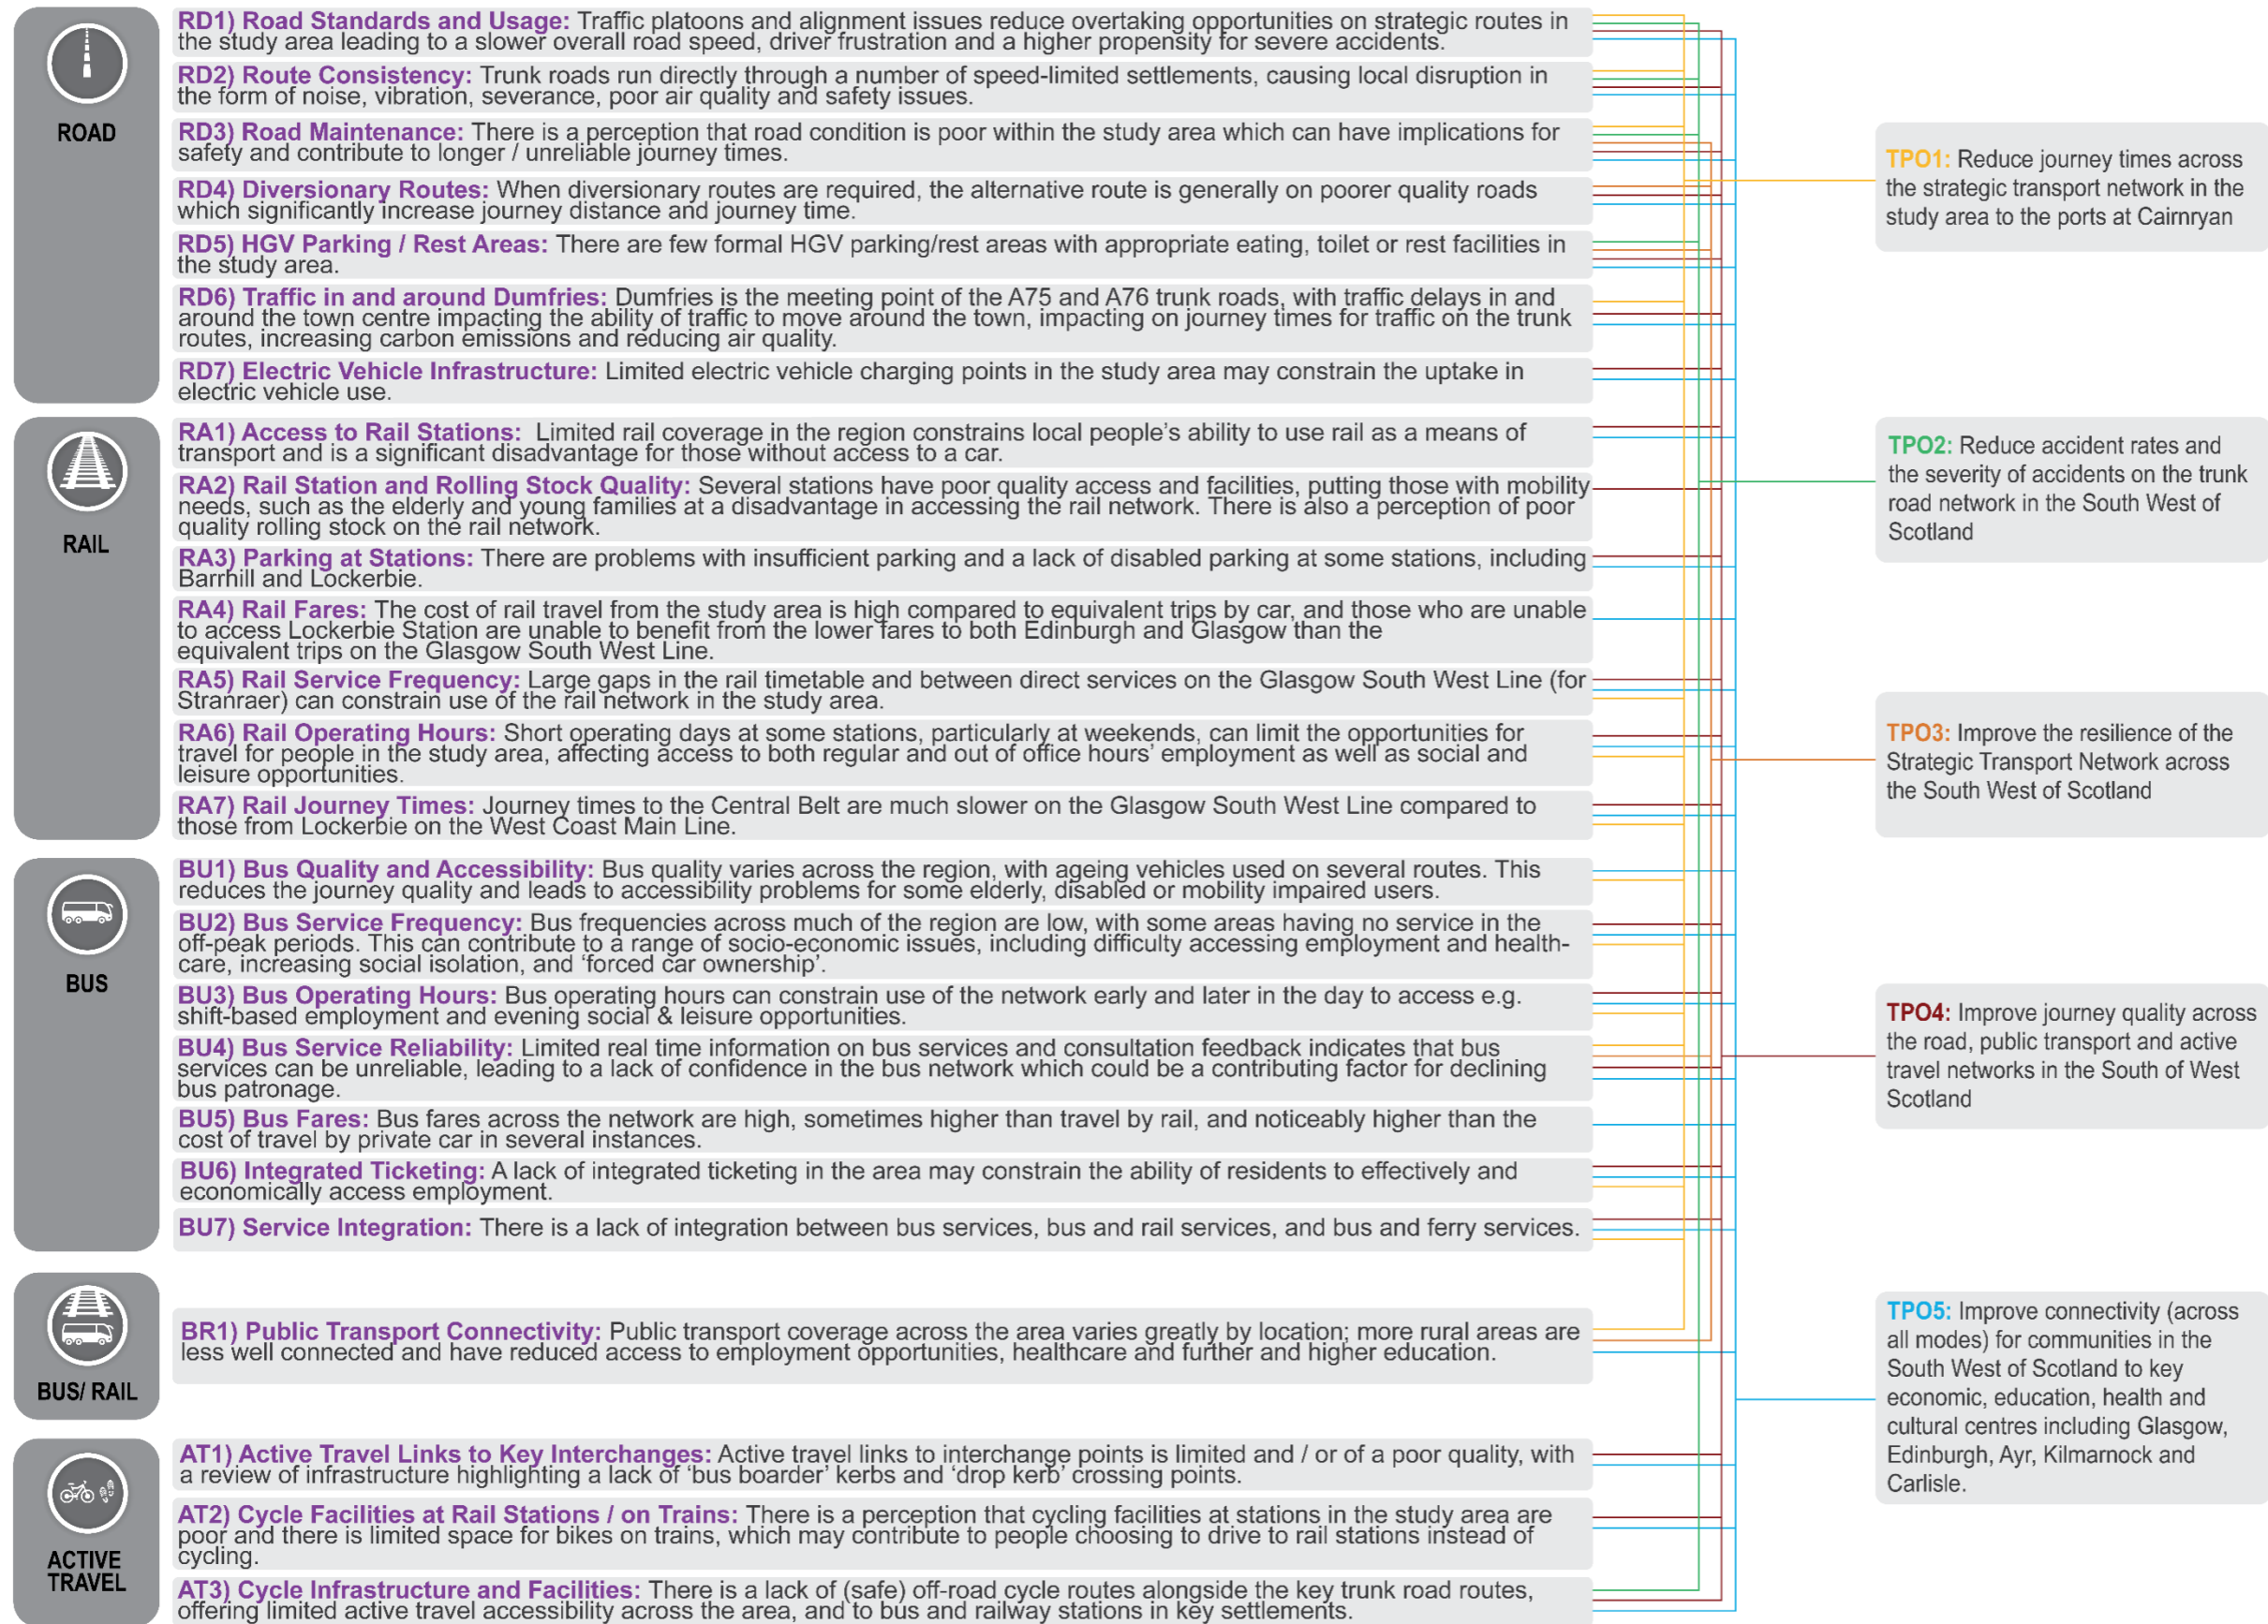 ROAD
RD1) Road Standards and Usage: Traffic platoons and alignment issues reduce overtaking opportunities on strategic routes in
the study area leading to a slower overall road speed, driver frustration and a higher propensity for severe accidents.
RD2) Route Consistency: Trunk roads run directly through a number of speed-limited settlements, causing local disruption in
the form of noise, vibration, severance, poor air quality and safety issues.
RD3) Road Maintenance: There is a perception that road condition is poor within the study area which can have implications for
safety and contribute to longer / unreliable journey times.
RD4) Diversionary Routes: When diversionary routes are required, the alternative route is generally on poorer quality roads
which significantly increase journey distance and journey time.
RD5) HGV Parking / Rest Areas: There are few formal HGV parking/rest areas with appropriate eating, toilet or rest facilities in
the study area.
RD6) Traffic in and around Dumfries: Dumfries is the meeting point of the A75 and A76 trunk roads, with traffic delays in and
around the town centre impacting the ability of traffic to move around the town, impacting on journey times for traffic on the trunk
routes, increasing carbon emissions and reducing air quality.
RD7) Electric Vehicle Infrastructure: Limited electric vehicle charging points in the study area may constrain the uptake in
electric vehicle use.
RAIL
RA1) Access to Rail Stations: Limited rail coverage in the region constrains local people's ability to use rail as a means of
transport and is a significant disadvantage for those without access to a car.
RA2) Rail Station and Rolling Stock Quality: Several stations have poor quality access and facilities, putting those with mobility
needs, such as the elderly and young families at a disadvantage in accessing the rail network. There is also a perception of poor
quality rolling stock on the rail network.
RA3) Parking at Stations: There are problems with insufficient parking and a lack of disabled parking at some stations, including
Barrhill and Lockerbie.
RA4) Rail Fares: The cost of rail travel from the study area is high compared to equivalent trips by car, and those who are unable
to access Lockerbie Station are unable to benefit from the lower fares to both Edinburgh and Glasgow than the
equivalent trips on the Glasgow South West Line.
RA5) Rail Service Frequency: Large gaps in the rail timetable and between direct services on the Glasgow South West Line (for
Stranraer) can constrain use of the rail network in the study area.
RA6) Rail Operating Hours: Short operating days at some stations, particularly at weekends, can limit the opportunities for
travel for people in the study area, affecting access to both regular and out of office hours' employment as well as social and
leisure opportunities.
RA7) Rail Journey Times: Journey times to the Central Belt are much slower on the Glasgow South West Line compared to
those from Lockerbie on the West Coast Main Line.
BUS
BU1) Bus Quality and Accessibility: Bus quality varies across the region, with ageing vehicles used on several routes. This
reduces the journey quality and leads to accessibility problems for some elderly, disabled or mobility impaired users.
BU2) Bus Service Frequency: Bus frequencies across much of the region are low, with some areas having no service in the
off-peak periods. This can contribute to a range of socio-economic issues, including difficulty accessing employment and health-
care, increasing social isolation, and 'forced car ownership'.
BU3) Bus Operating Hours: Bus operating hours can constrain use of the network early and later in the day to access e.g.
shift-based employment and evening social & leisure opportunities.
BU4) Bus Service Reliability: Limited real time information on bus services and consultation feedback indicates that bus
services can be unreliable, leading to a lack of confidence in the bus network which could be a contributing factor for declining
bus patronage.
BU5) Bus Fares: Bus fares across the network are high, sometimes higher than travel by rail, and noticeably higher than the
cost of travel by private car in several instances.
BU6) Integrated Ticketing: A lack of integrated ticketing in the area may constrain the ability of residents to effectively and
economically access employment.
BU7) Service Integration: There is a lack of integration between bus services, bus and rail services, and bus and ferry services.
BUS/ RAIL
BR1) Public Transport Connectivity: Public transport coverage across the area varies greatly by location; more rural areas are
less well connected and have reduced access to employment opportunities, healthcare and further and higher education.
ACTIVE
TRAVEL
AT1) Active Travel Links to Key Interchanges: Active travel links to interchange points is limited and / or of a poor quality, with
a review of infrastructure highlighting a lack of 'bus boarder' kerbs and 'drop kerb' crossing points.
AT2) Cycle Facilities at Rail Stations / on Trains: There is a perception that cycling facilities at stations in the study area are
poor and there is limited space for bikes on trains, which may contribute to people choosing to drive to rail stations instead of
cycling.
AT3) Cycle Infrastructure and Facilities: There is a lack of (safe) off-road cycle routes alongside the key trunk road routes,
offering limited active travel accessibility across the area, and to bus and railway stations in key settlements.
TPO1: Reduce journey times across
the strategic transport network in the
study area to the ports at Cairnryan
TPO2: Reduce accident rates and
the severity of accidents on the trunk
road network in the South West of
Scotland
TPO3: Improve the resilience of the
Strategic Transport Network across
the South West of Scotland
TPO4: Improve journey quality across
the road, public transport and active
travel networks in the South of West
Scotland
TPO5: Improve connectivity (across
all modes) for communities in the
South West of Scotland to key
economic, education, health and
cultural centres including Glasgow,
Edinburgh, Ayr, Kilmarnock and
Carlisle.